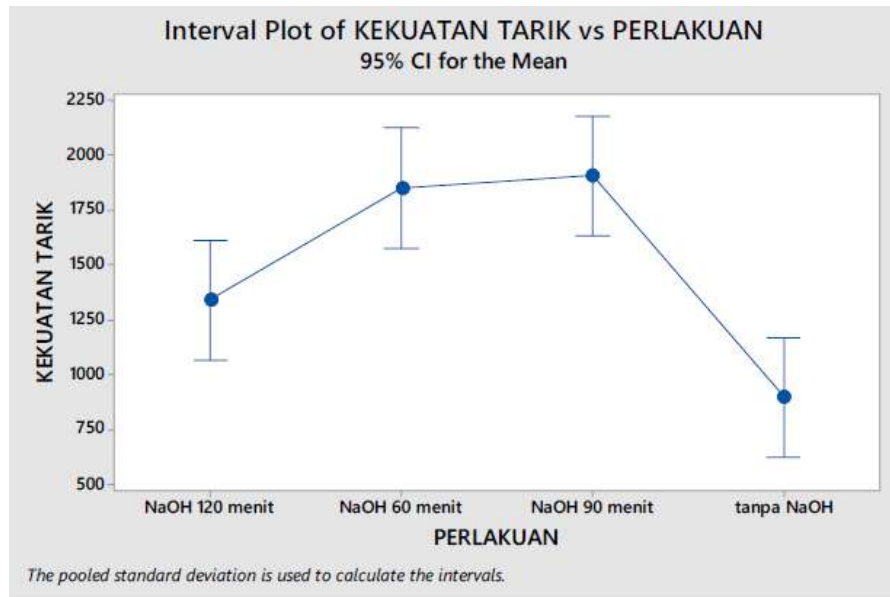 Interval Plot of KEKUATAN TARIK vs PERLAKUAN
95% CI for the Mean
KEKUATAN TARIK
2250
2000
1750
1500
1250
1000
750
500
NaOH 120 menit NaOH 60 menit NaOH 90 menit tanpa NaOH
PERLAKUAN
The pooled standard deviation is used to calculate the intervals.